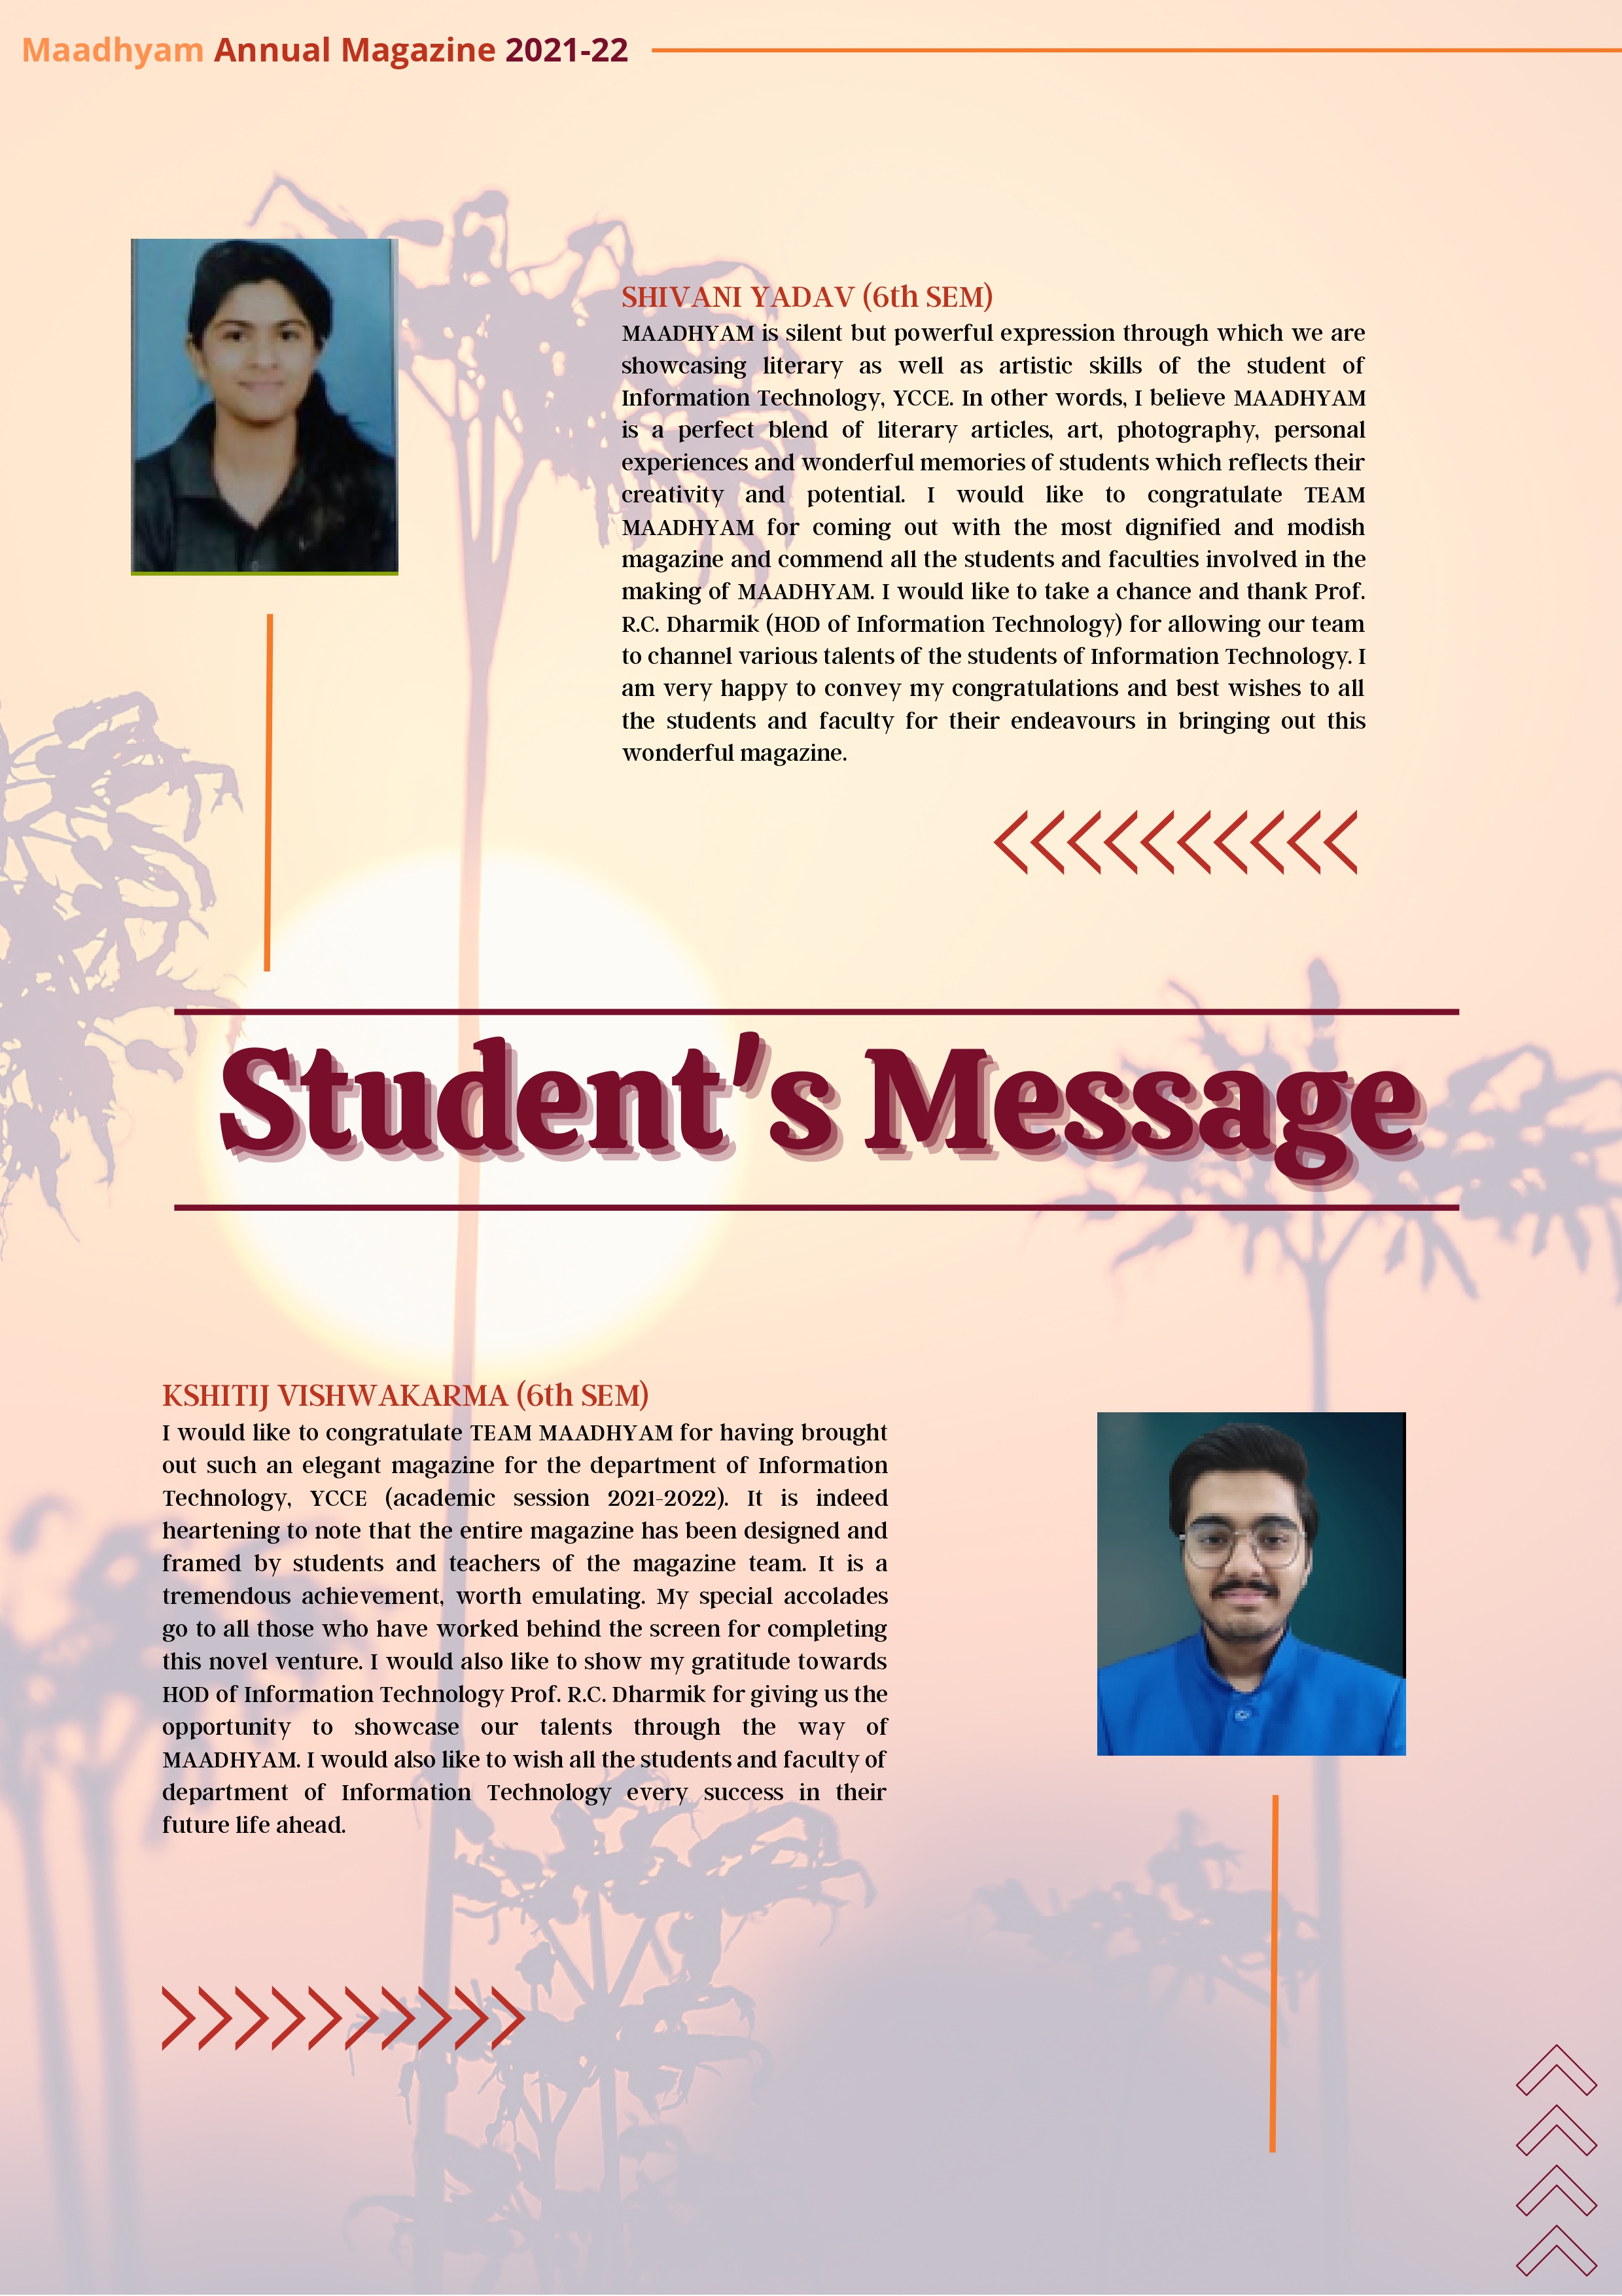 Maadhyam Annual Magazine 2021-22
SHIVANI YADAV (6th SEM)
MAADHYAM is silent but powerful expression through which we are
showcasing literary as well as artistic skills of the student of
Information Technology, YCCE. In other words, I believe MAADHYAM
is a perfect blend of literary articles, art, photography, personal
experiences and wonderful memories of students which reflects their
creativity and potential. I would like to congratulate TEAM
MAADHYAM for coming out with the most dignified and modish
magazine and commend all the students and faculties involved in the
making of MAADHYAM. I would like to take a chance and thank Prof.
R.C. Dharmik (HOD of Information Technology) for allowing our team
to channel various talents of the students of Information Technology. I
am very happy to convey my congratulations and best wishes to all
the students and faculty for their endeavours in bringing out this
wonderful magazine.
Student's Message
KSHITIJ VISHWAKARMA (6th SEM)
I would like to congratulate TEAM MAADHYAM for having brought
out such an elegant magazine for the department of Information
Technology, YCCE (academic session 2021-2022). It is indeed
heartening to note that the entire magazine has been designed and
framed by students and teachers of the magazine team. It is a
tremendous achievement, worth emulating. My special accolades
go to all those who have worked behind the screen for completing
this novel venture. I would also like to show my gratitude towards
HOD of Information Technology Prof. R.C. Dharmik for giving us the
opportunity to showcase our talents through the way of
MAADHYAM. I would also like to wish all the students and faculty of
department of Information Technology every success in their
future life ahead.